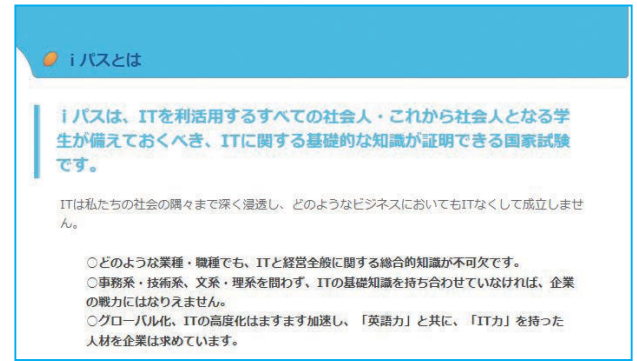 iパスとは
iパスは、ITを利活用するすべての社会人・これから社会人となる学
生が備えておくべき、ITに関する基礎的な知識が証明できる国家試験
です。
ITは私たちの社会の隅々まで深く浸透し、どのようなビジネスにおいてもITなくして成立しませ
ん。
○どのような業種・職種でも、ITと経営全般に関する総合的知識が不可欠です。
○事務系・技術系、文系・理系を問わず、ITの基礎知識を持ち合わせていなければ、企業
の戦力にはなりえません。
○グローバル化、ITの高度化はますます加速し、「英語力」と共に、「IT力」を持った
人材を企業は求めています。